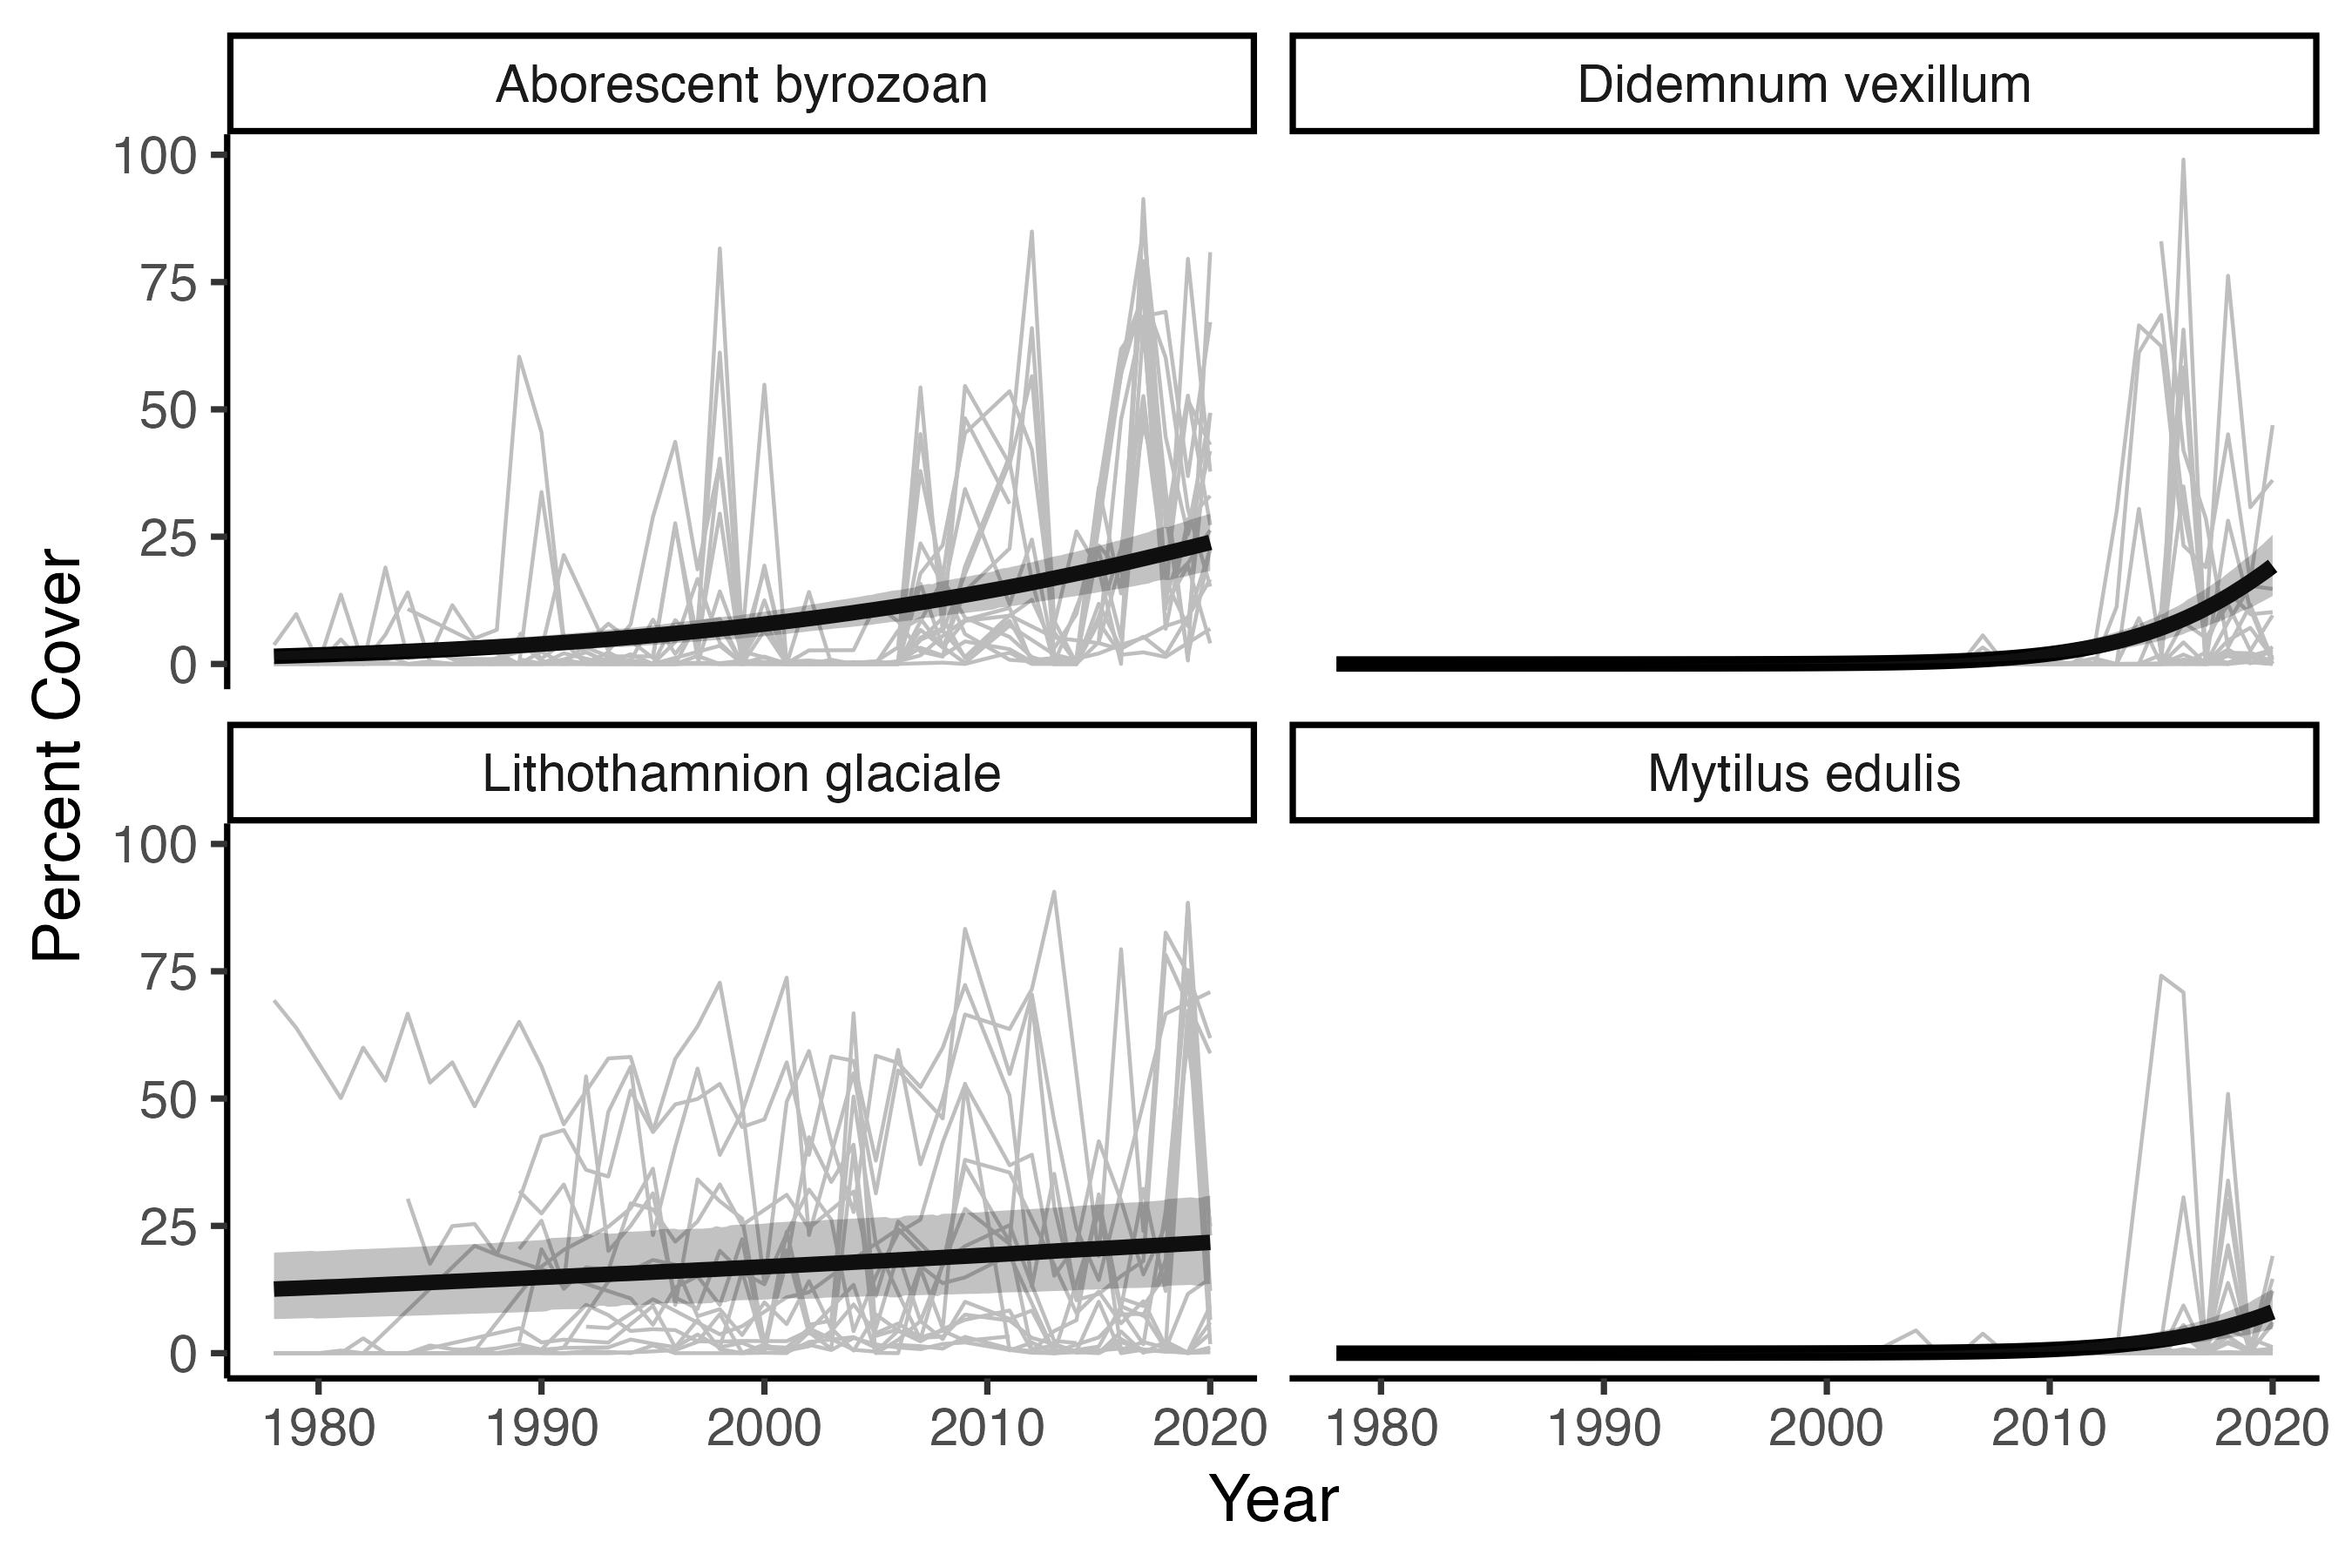 Aborescent byrozoan
Didemnum vexillum
100
75
50
25
0
Lithothamnion glaciale
Mytilus edulis
100
75
50
25
0
1980 1990 2000 2010 2020 1980 1990 2000 2010 2020
Year
Percent Cover